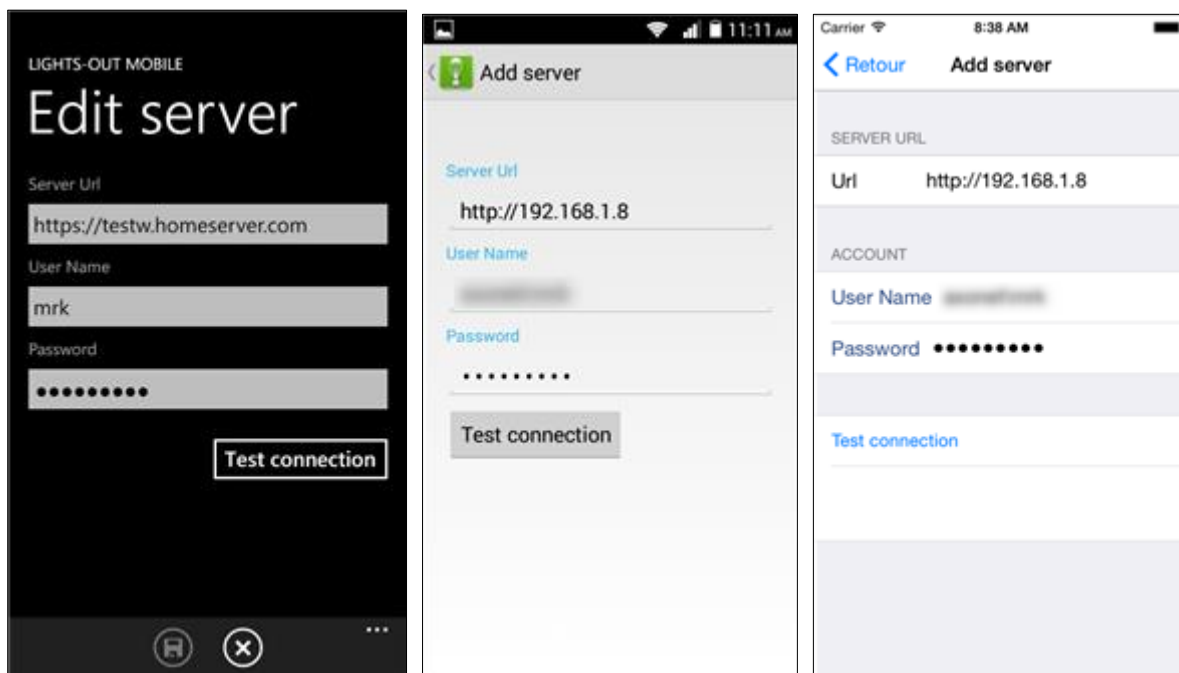 LIGHTS-OUT MOBILE
Edit server
Server Url
https://testw.homeserver.com
User Name
mrk
Password
•••••••••
Test connection
...
11:11 AM
Add server
Server Url
http://192.168.1.8
User Name
Password
•••••••••
Test connection
Carrier 8:38 AM
Retour Add server
SERVER URL
Url http://192.168.1.8
ACCOUNT
User Name
Password •••••••••
Test connection